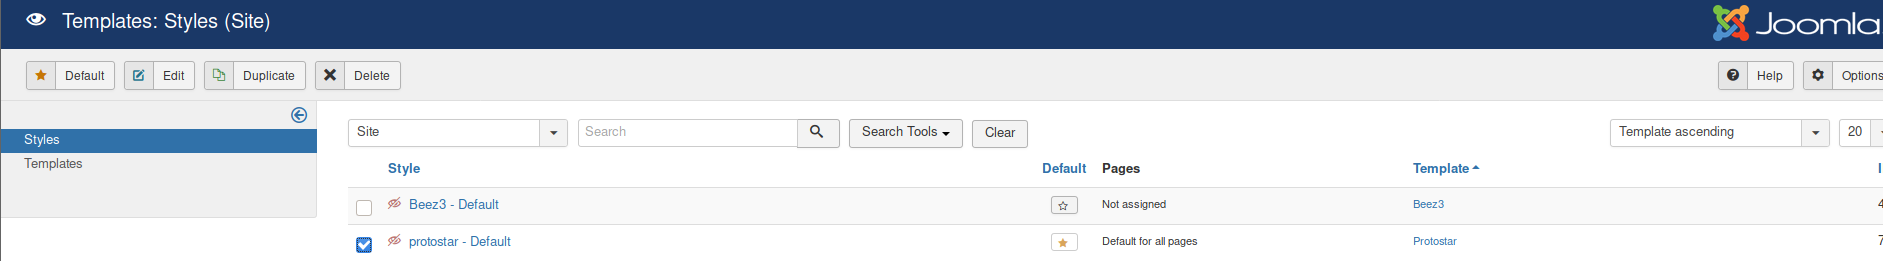 Templates: Styles (Site)
Joomla
Default
Edit
Duplicate
Delete
Help
Options
Styles
Templates
Site
Search
Search Tools
Clear
Template ascending
20
Style
Default
Pages
Template
Beez3 - Default
Not assigned
Beez3
4
protostar - Default
Default for all pages
Protostar
7